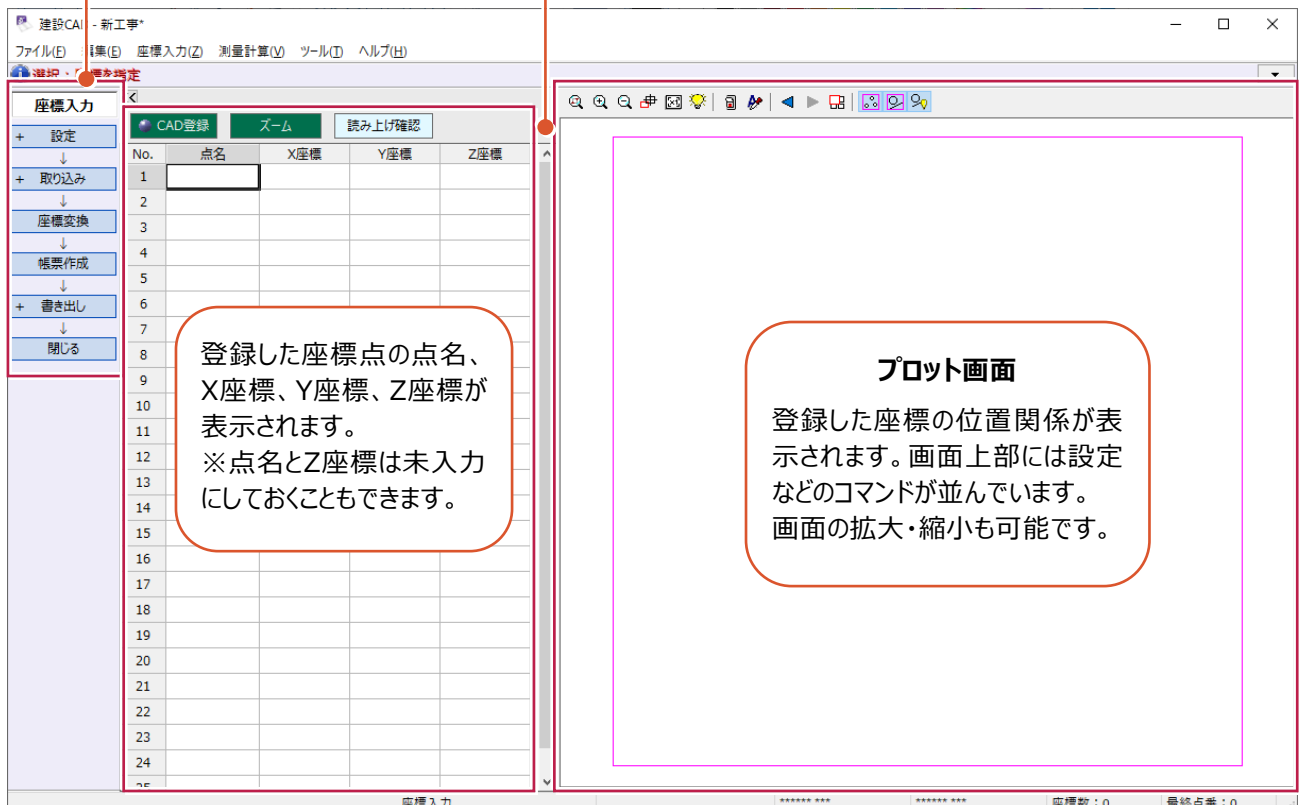 建設CAD - 新工事*
ファイル(F) 編集(E) 座標入力(Z) 測量計算(V) ツール(T) ヘルプ(H)
座標入力
+ 設定
↓
+ 取り込み
↓
座標変換
↓
帳票作成
↓
+ 書き出し
↓
閉じる
CAD登録 ズーム 読み上げ確認
No. 点名 X座標 Y座標 Z座標
1
2
3
4
5
6
7
8
9
10
11
12
13
14
15
16
17
18
19
20
21
22
23
24
25
登録した座標点の点名、
X座標、Y座標、Z座標が
表示されます。
※点名とZ座標は未入力
にしておくこともできます。
プロット画面
登録した座標の位置関係が表
示されます。画面上部には設定
などのコマンドが並んでいます。
画面の拡大・縮小も可能です。
座標入力 ****** *** ****** *** 座標数：0 最終点番：0